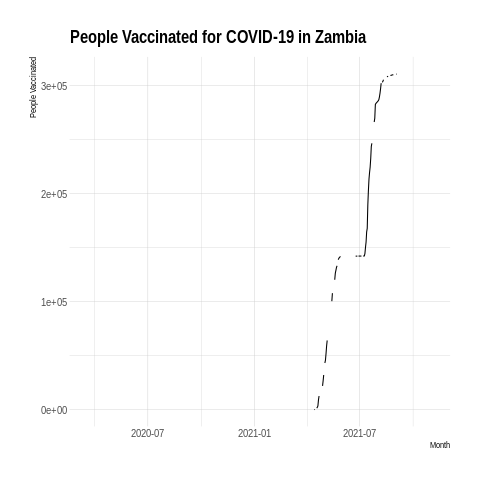 People Vaccinated for COVID-19 in Zambia
People Vaccinated
3e+05
2e+05
1e+05
0e+00
2020-07 2021-01 2021-07
Month